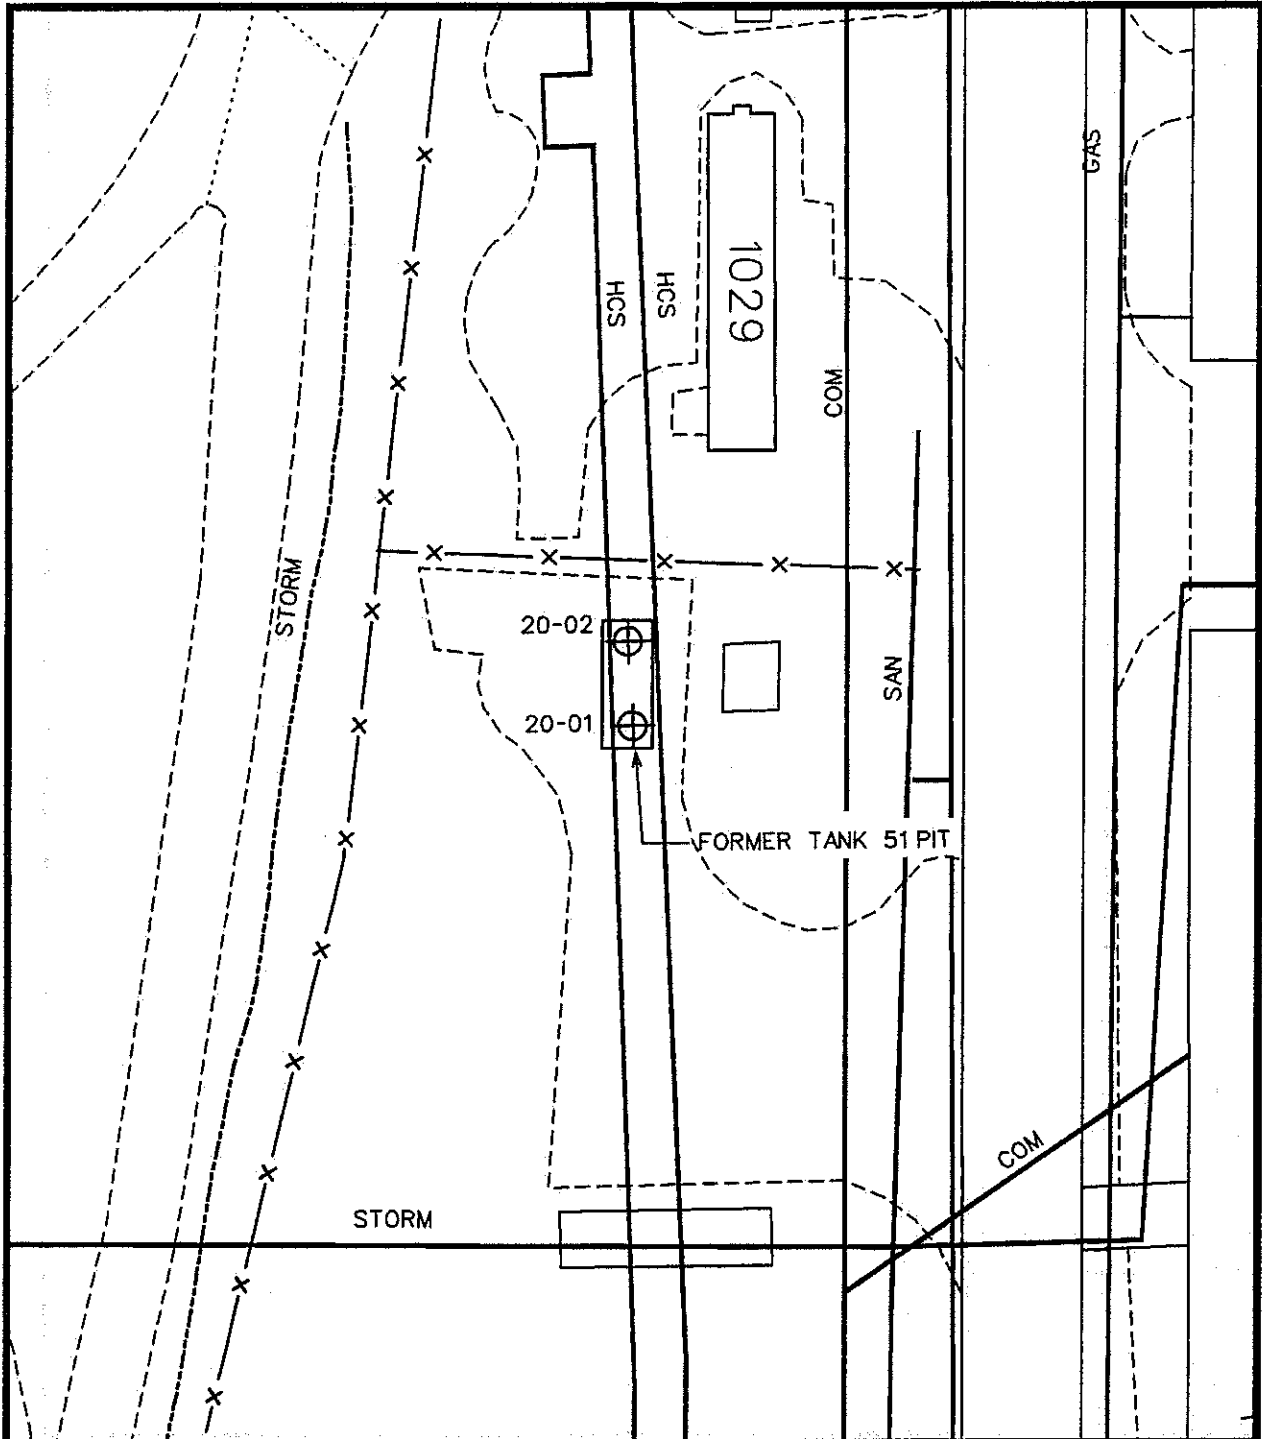 GAS
HCS
HCS
1029
COM
STORM
20-02
SAN
20-01
FORMER TANK 51 PIT
COM
STORM